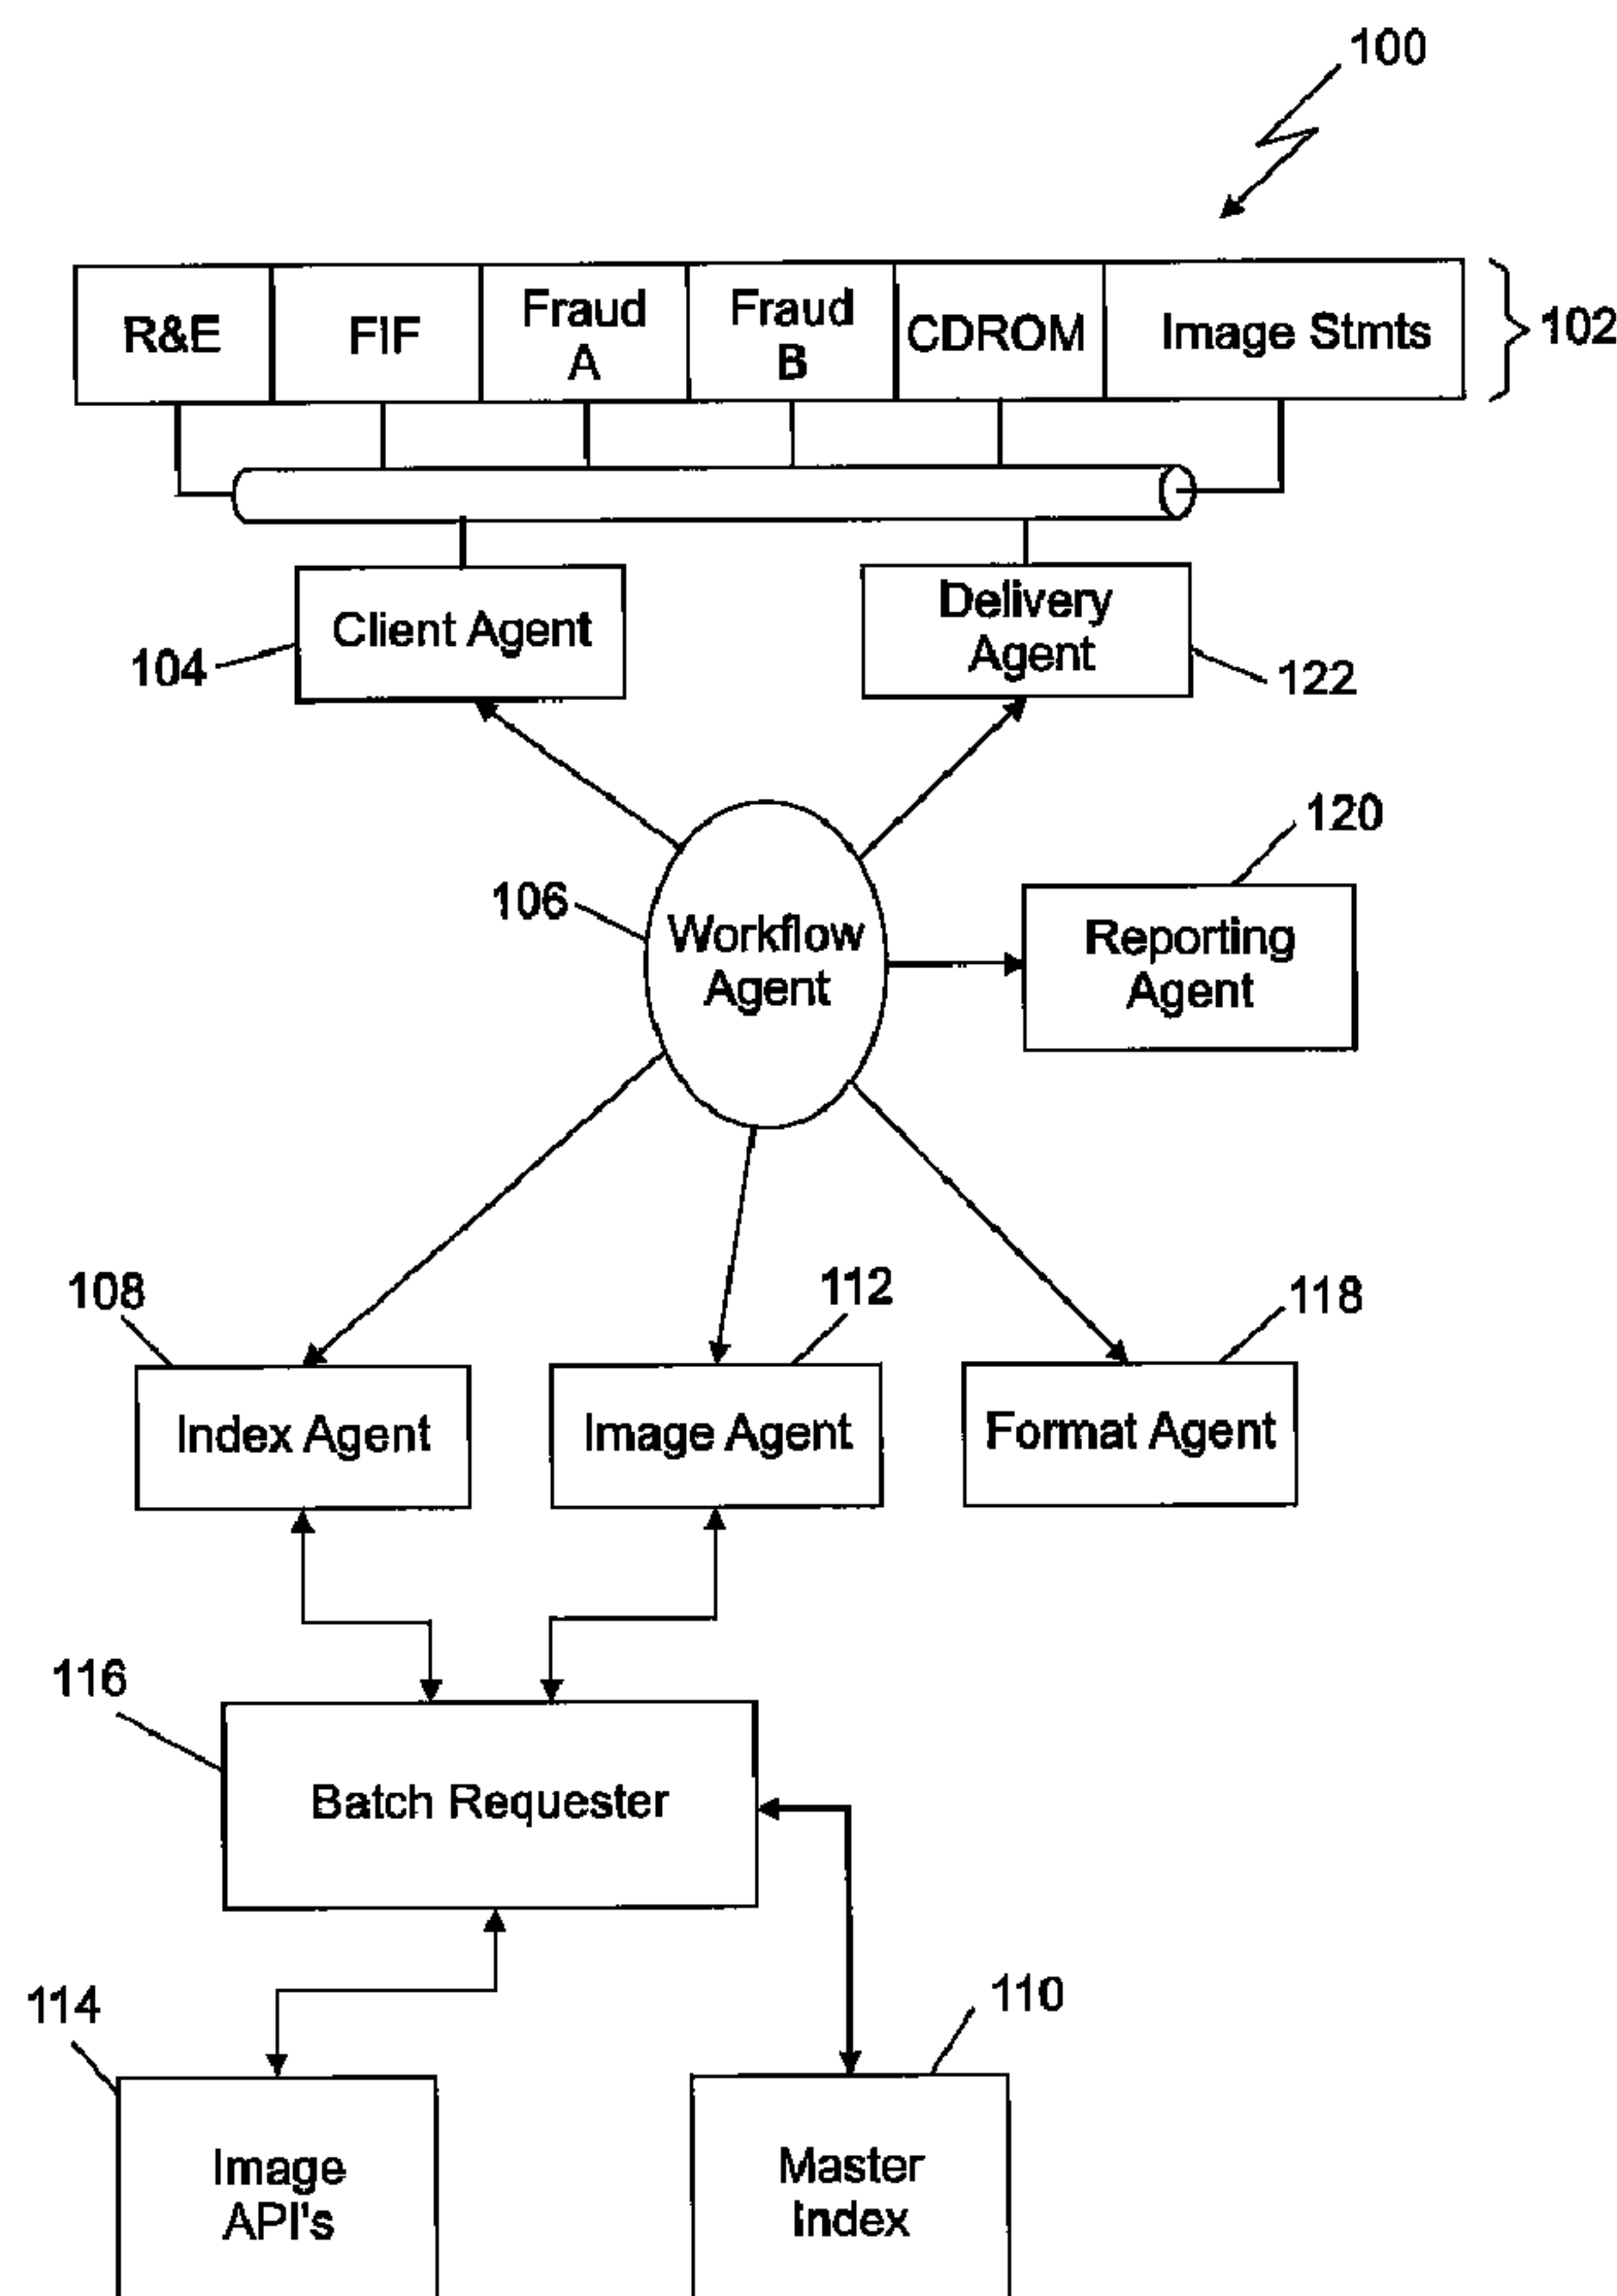 100
R&E
FIF
Fraud
A
Fraud
B
CDROM
Image Stmts
102
Client Agent
104
Delivery
Agent
122
120
106
Workflow
Agent
Reporting
Agent
108
112
118
Index Agent
Image Agent
Format Agent
116
Batch Requester
114
110
Image
API's
Master
Index